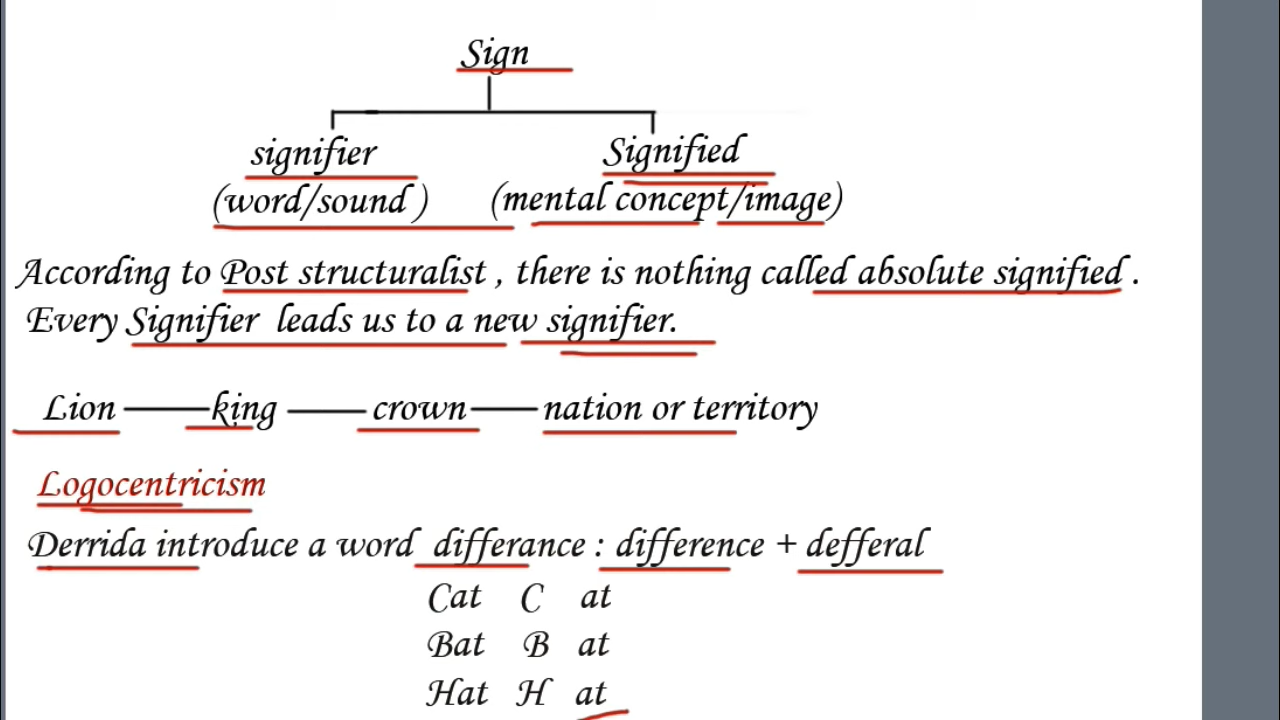 Sign
signifier Signified
(word/sound ) (mental concept/image)
According to Post structuralist , there is nothing called absolute signified .
Every Signifier leads us to a new signifier.
Lion king crown nation or territory
Logocentricism
Derrida introduce a word differance : difference + defferal
Cat C at
Bat B at
Hat H at